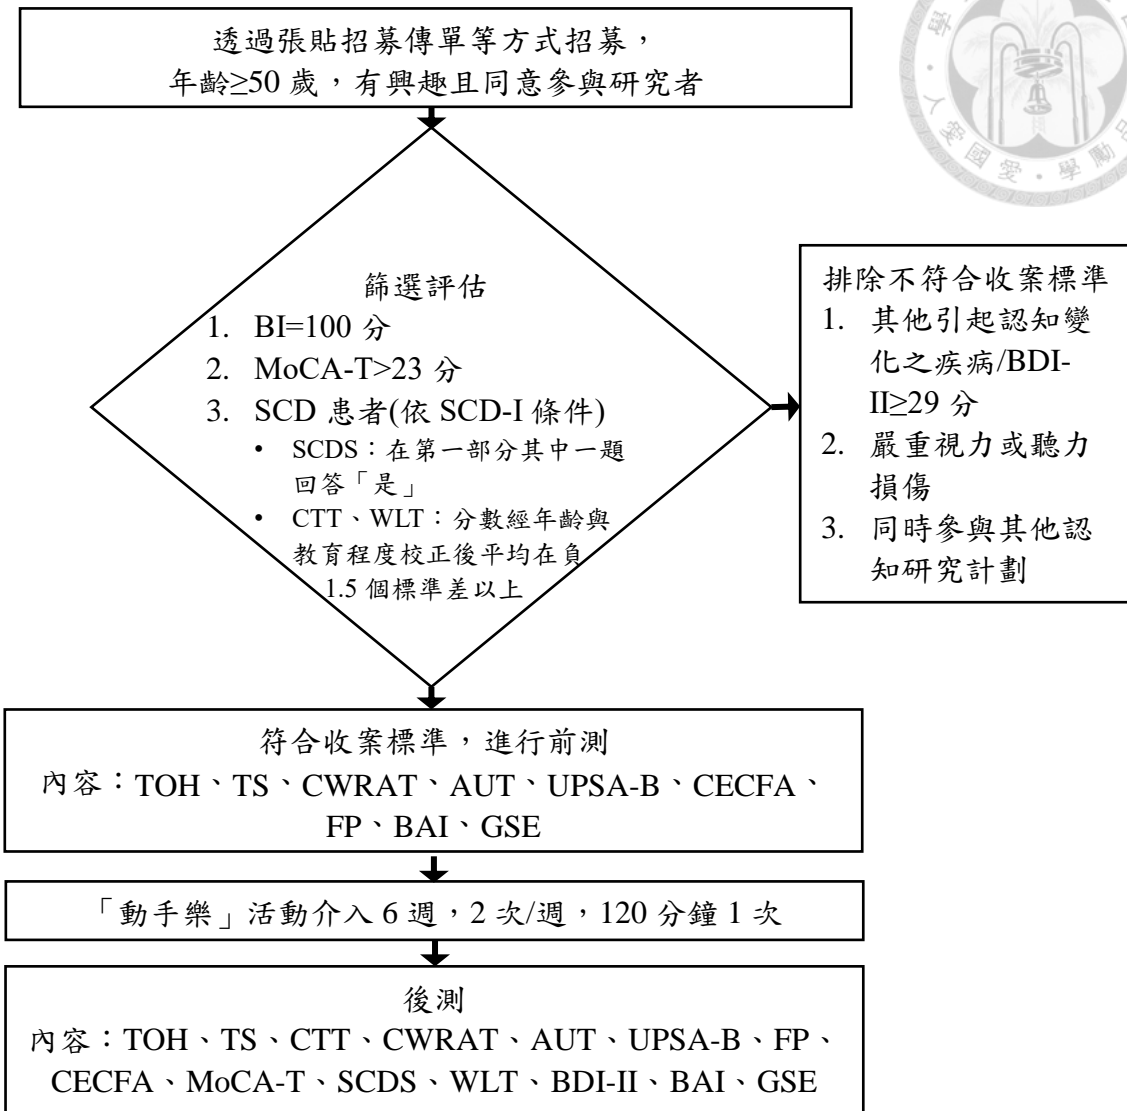 透過張貼招募傳單等方式招募，
年齡≥50 歲，有興趣且同意參與研究者
篩選評估
1. BI=100 分
2. MoCA-T>23 分
3. SCD 患者(依 SCD-I 條件)
• SCDS：在第一部分其中一題
回答「是」
• CTT、WLT：分數經年齡與
教育程度校正後平均在負
1.5 個標準差以上
排除不符合收案標準
1. 其他引起認知變
化之疾病/BDI-
II≥29 分
2. 嚴重視力或聽力
損傷
3. 同時參與其他認
知研究計劃
符合收案標準，進行前測
內容：TOH、TS、CWRAT、AUT、UPSA-B、CECFA、
FP、BAI、GSE
「動手樂」活動介入 6 週，2 次/週，120 分鐘 1 次
後測
內容：TOH、TS、CTT、CWRAT、AUT、UPSA-B、FP、
CECFA、MoCA-T、SCDS、WLT、BDI-II、BAI、GSE
學
人愛國愛・學勵